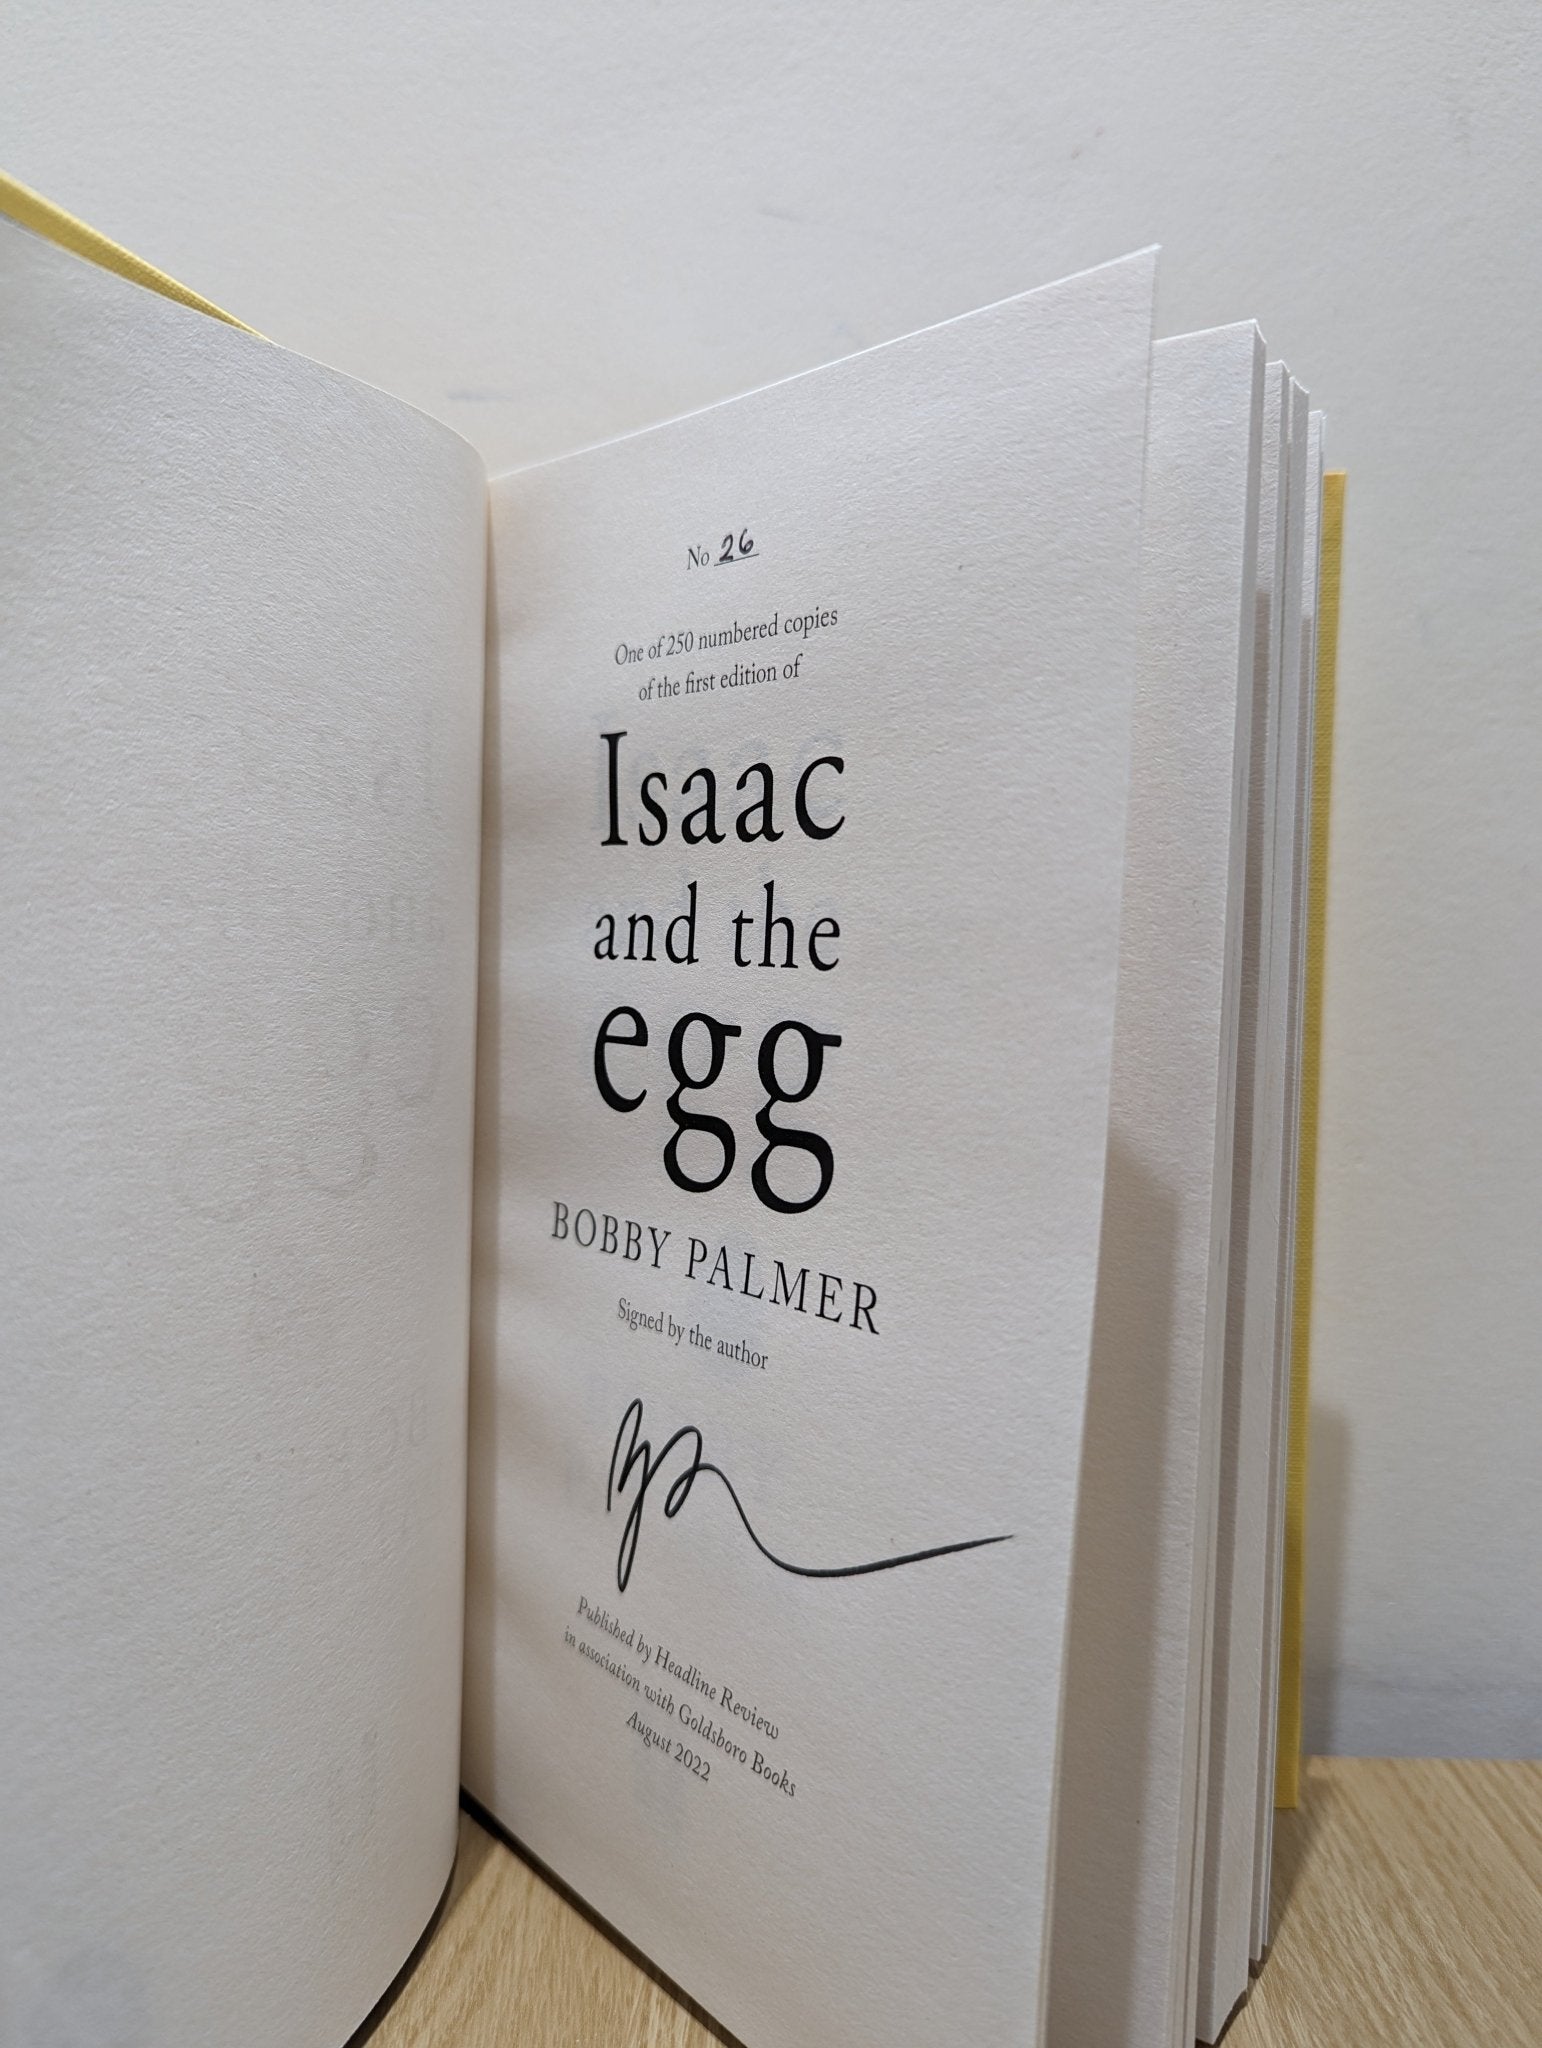 No 26
One of 250 numbered copies
of the first edition of
Isaac
and the
egg
BOBBY PALMER
Signed by the author
Published by Headline Review
in association with Goldsboro Books
August 2022